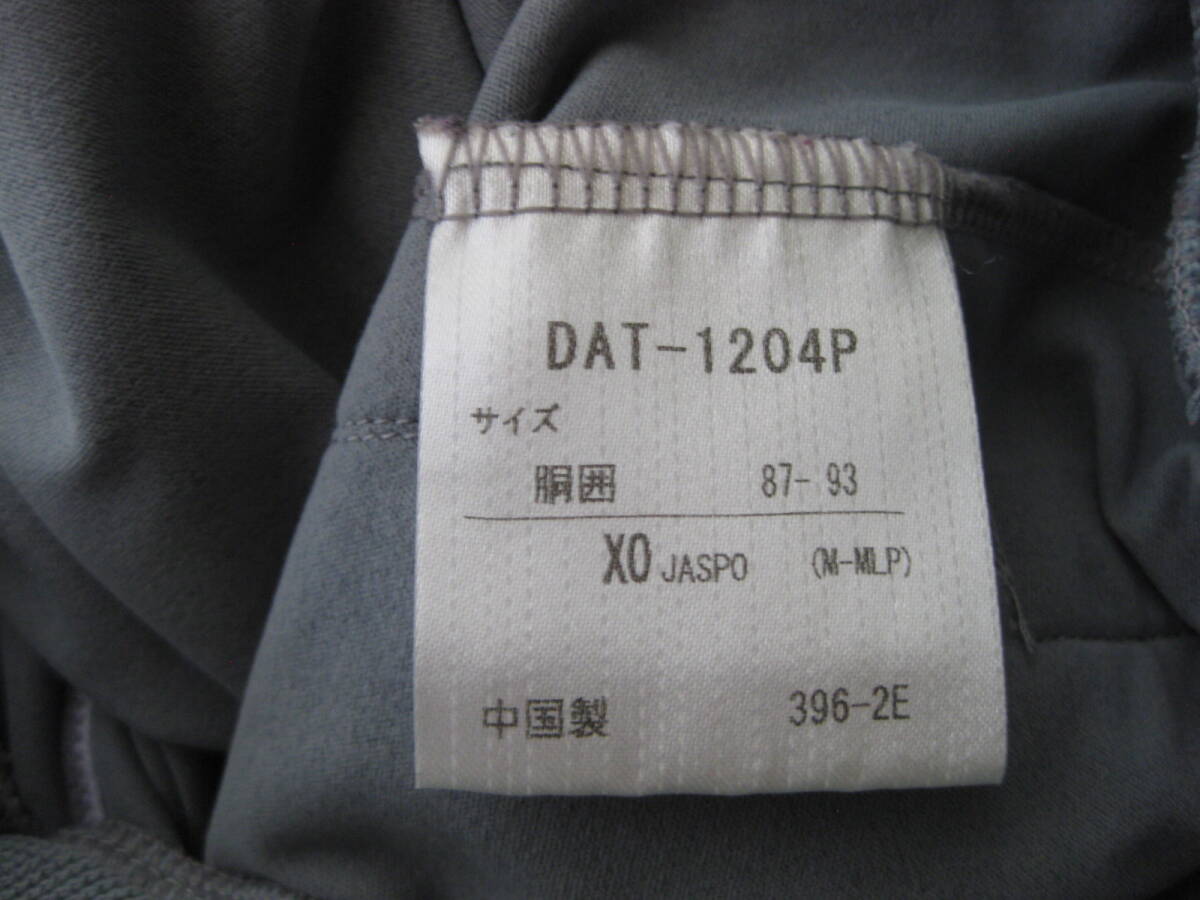 DAT-1204P
サイズ
胴囲 87-93
XO JASPO (M-MLP)
中国製 396-2E